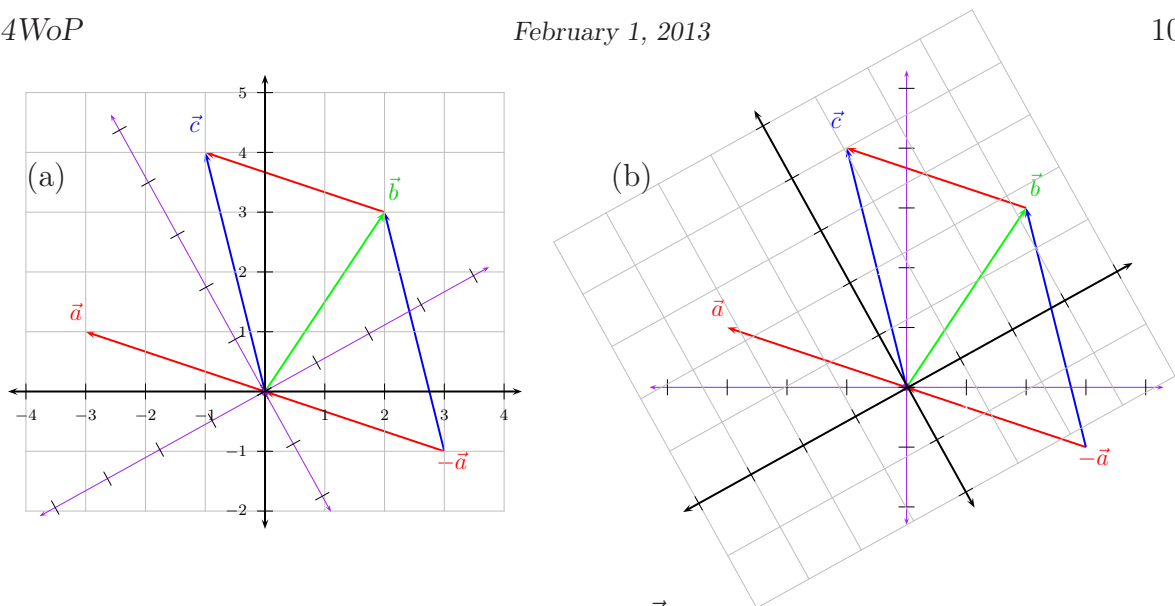 4WoP February 1, 2013 10
(a)
5
4
3
2
1
−4 −3 −2 −1 1 2 3 4
−1
−2
c⃗
b⃗
a⃗
−a⃗
(b)
c⃗
b⃗
a⃗
−a⃗